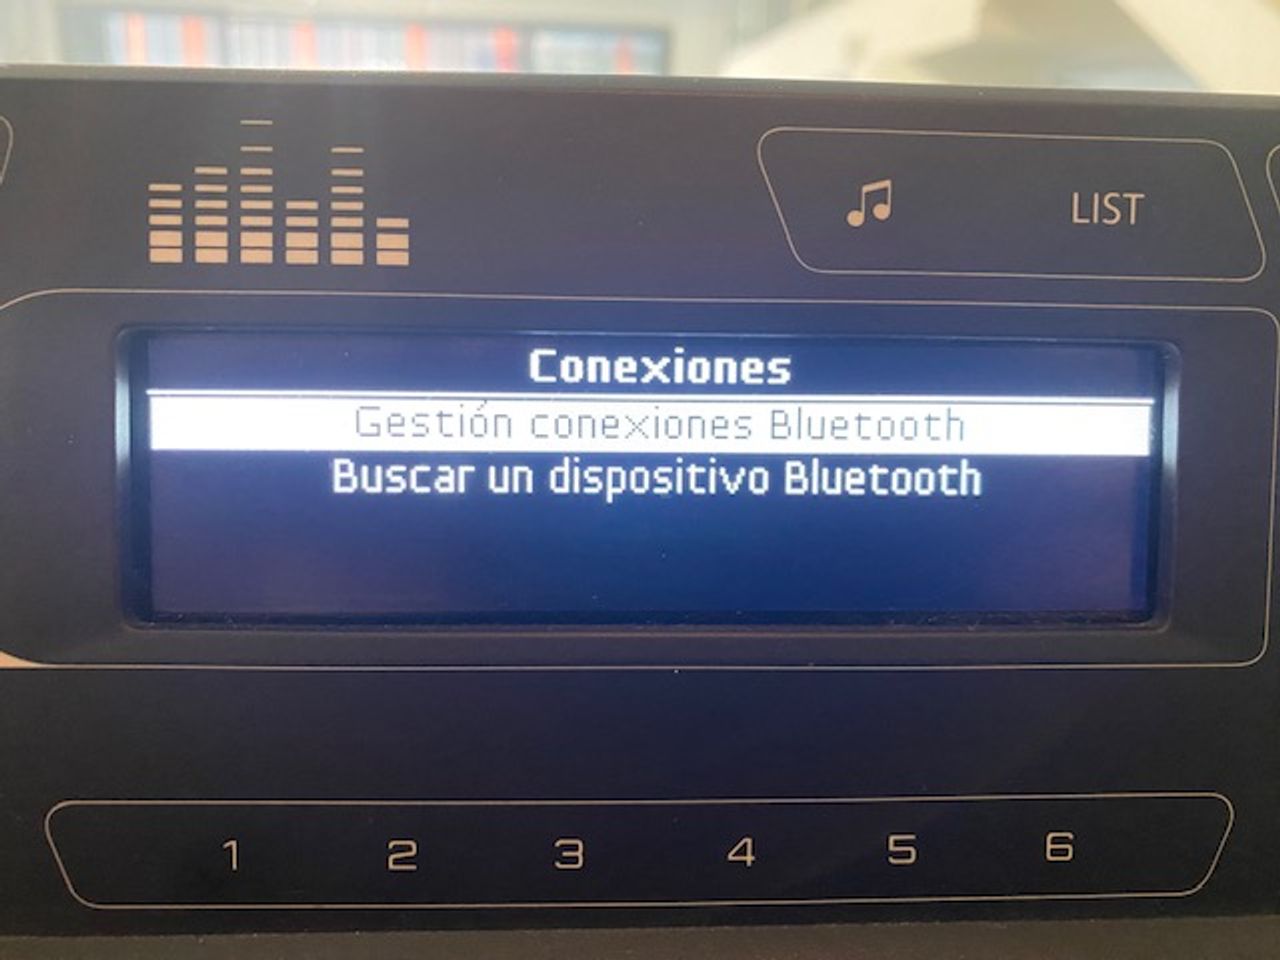 LIST
Conexiones
Gestión conexiones Bluetooth
Buscar un dispositivo Bluetooth
1 2 3 4 5 6